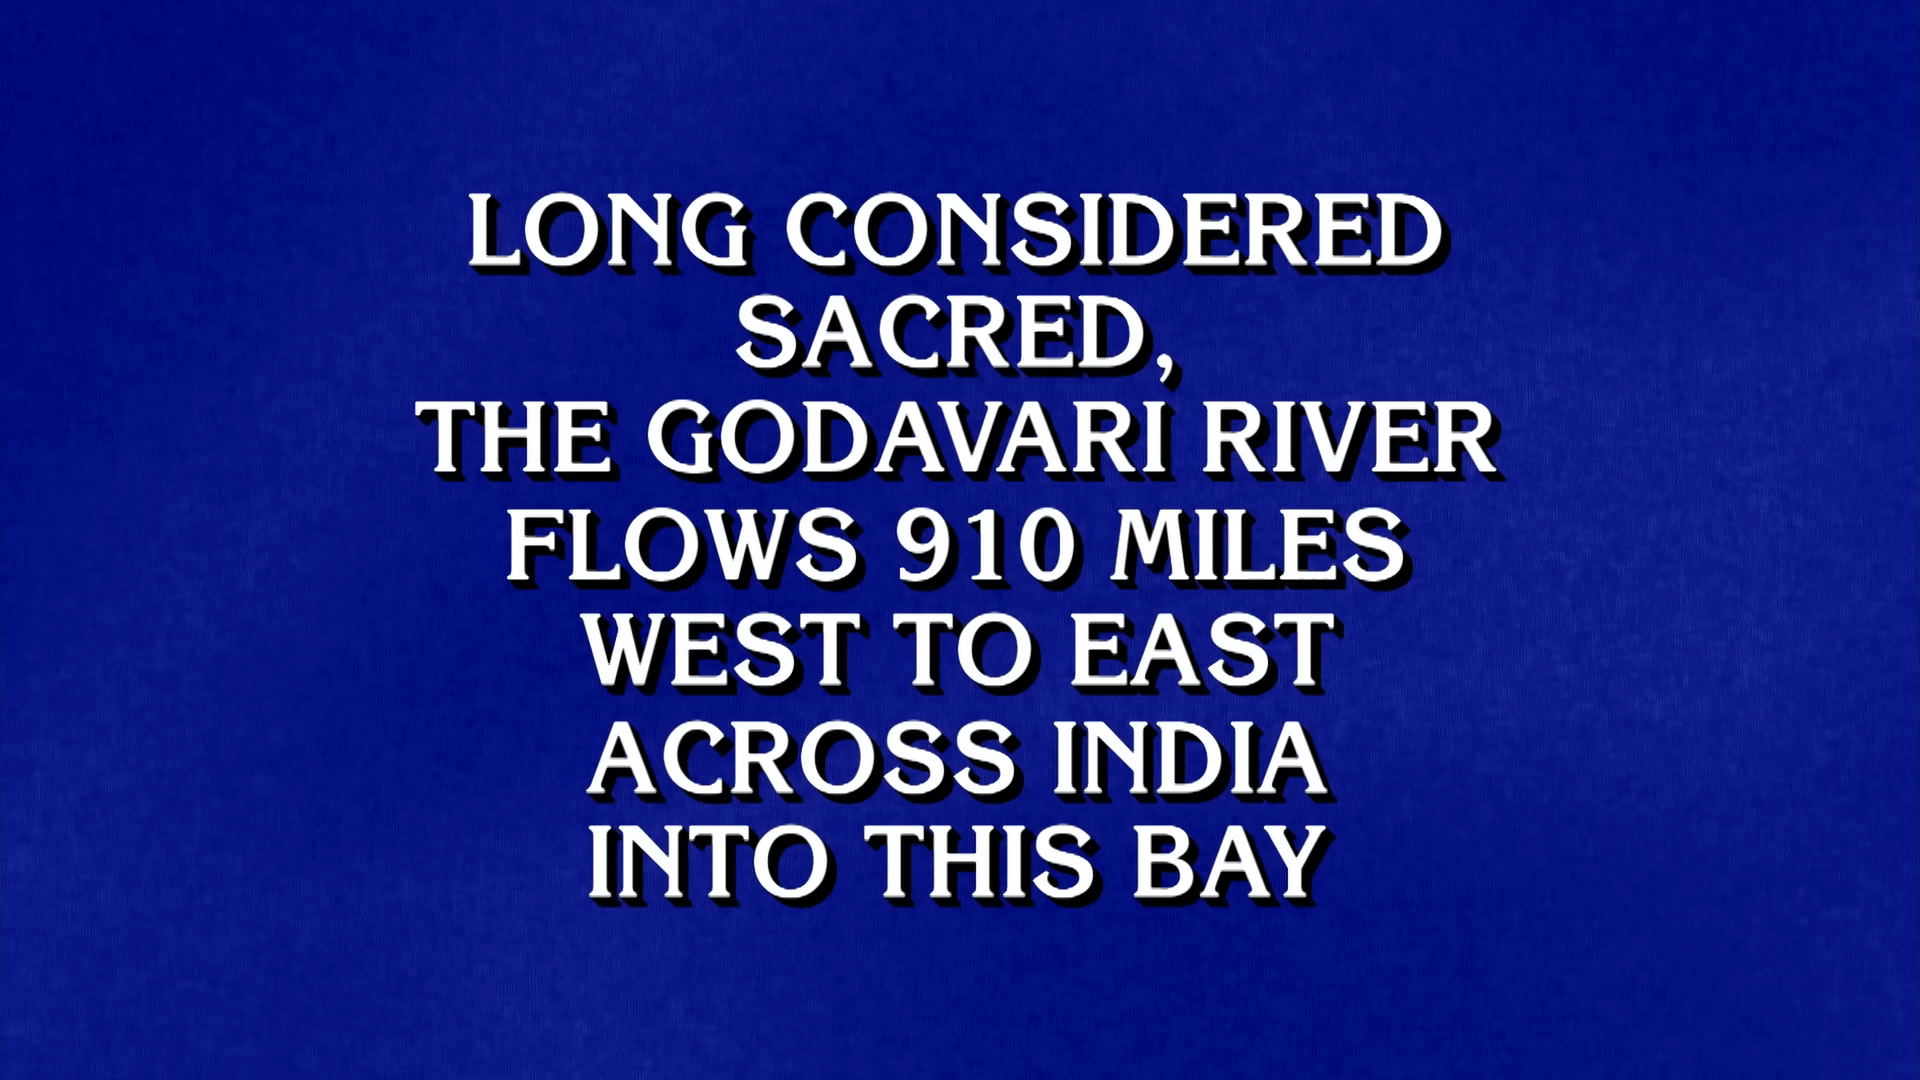 LONG CONSIDERED
SACRED,
THE GODAVARI RIVER
FLOWS 910 MILES
WEST TO EAST
ACROSS INDIA
INTO THIS BAY